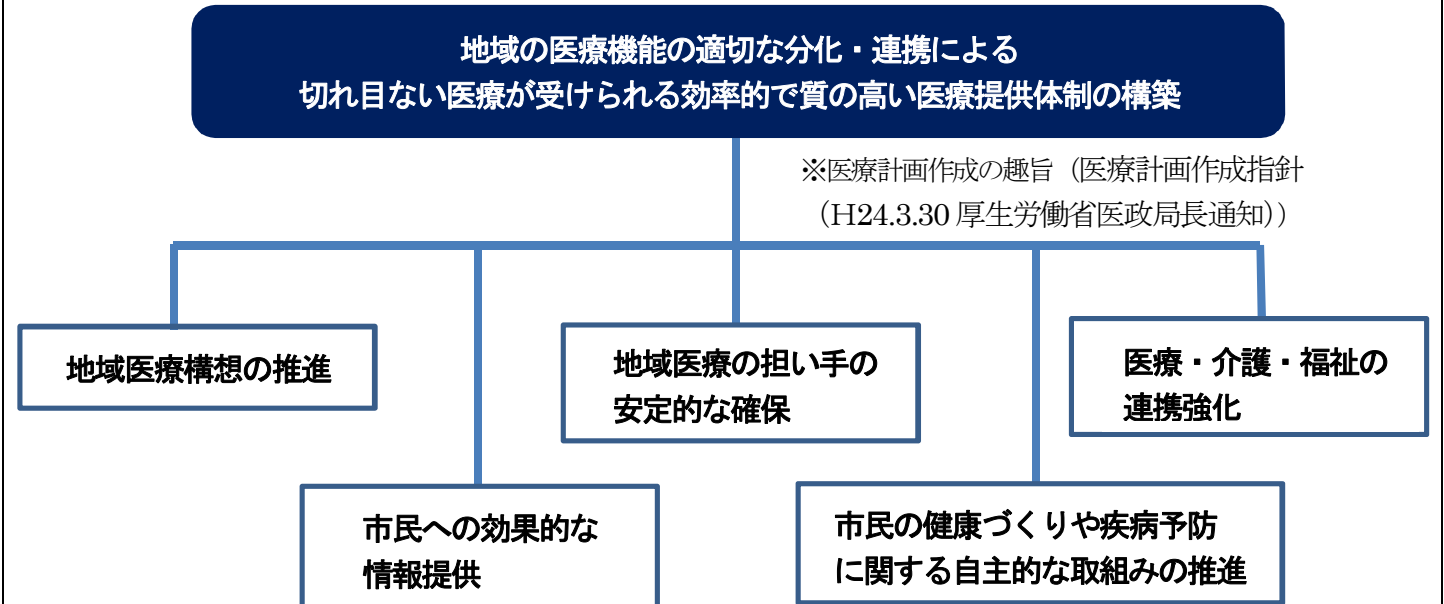 地域の医療機能の適切な分化・連携による
切れ目ない医療が受けられる効率的で質の高い医療提供体制の構築
※医療計画作成の趣旨（医療計画作成指針
（H24.3.30 厚生労働省医政局長通知））
地域医療構想の推進
地域医療の担い手の
安定的な確保
医療・介護・福祉の
連携強化
市民への効果的な
情報提供
市民の健康づくりや疾病予防
に関する自主的な取組みの推進